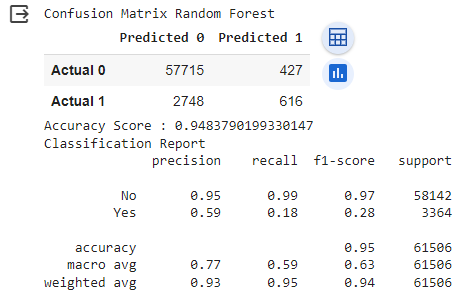 Confusion Matrix Random Forest
Predicted 0 Predicted 1
Actual 0 57715 427
Actual 1 2748 616
Accuracy Score : 0.9483790199330147
Classification Report
precision recall f1-score support
No 0.95 0.99 0.97 58142
Yes 0.59 0.18 0.28 3364
accuracy 0.95 61506
macro avg 0.77 0.59 0.63 61506
weighted avg 0.93 0.95 0.94 61506